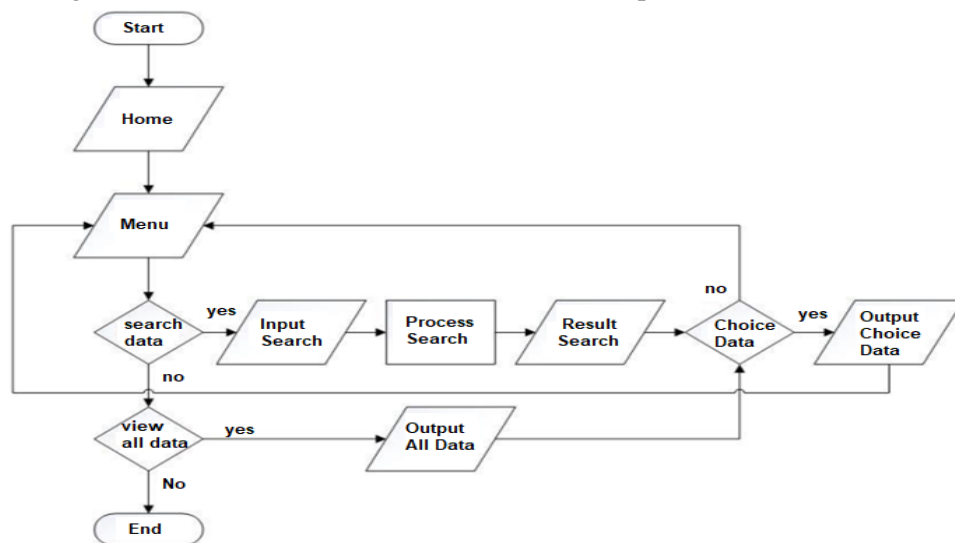 Start
Home
Menu
search
data
yes
Input
Search
Process
Search
Result
Search
no
Choice
Data
yes
Output
Choice
Data
no
view
all data
yes
Output
All Data
No
End